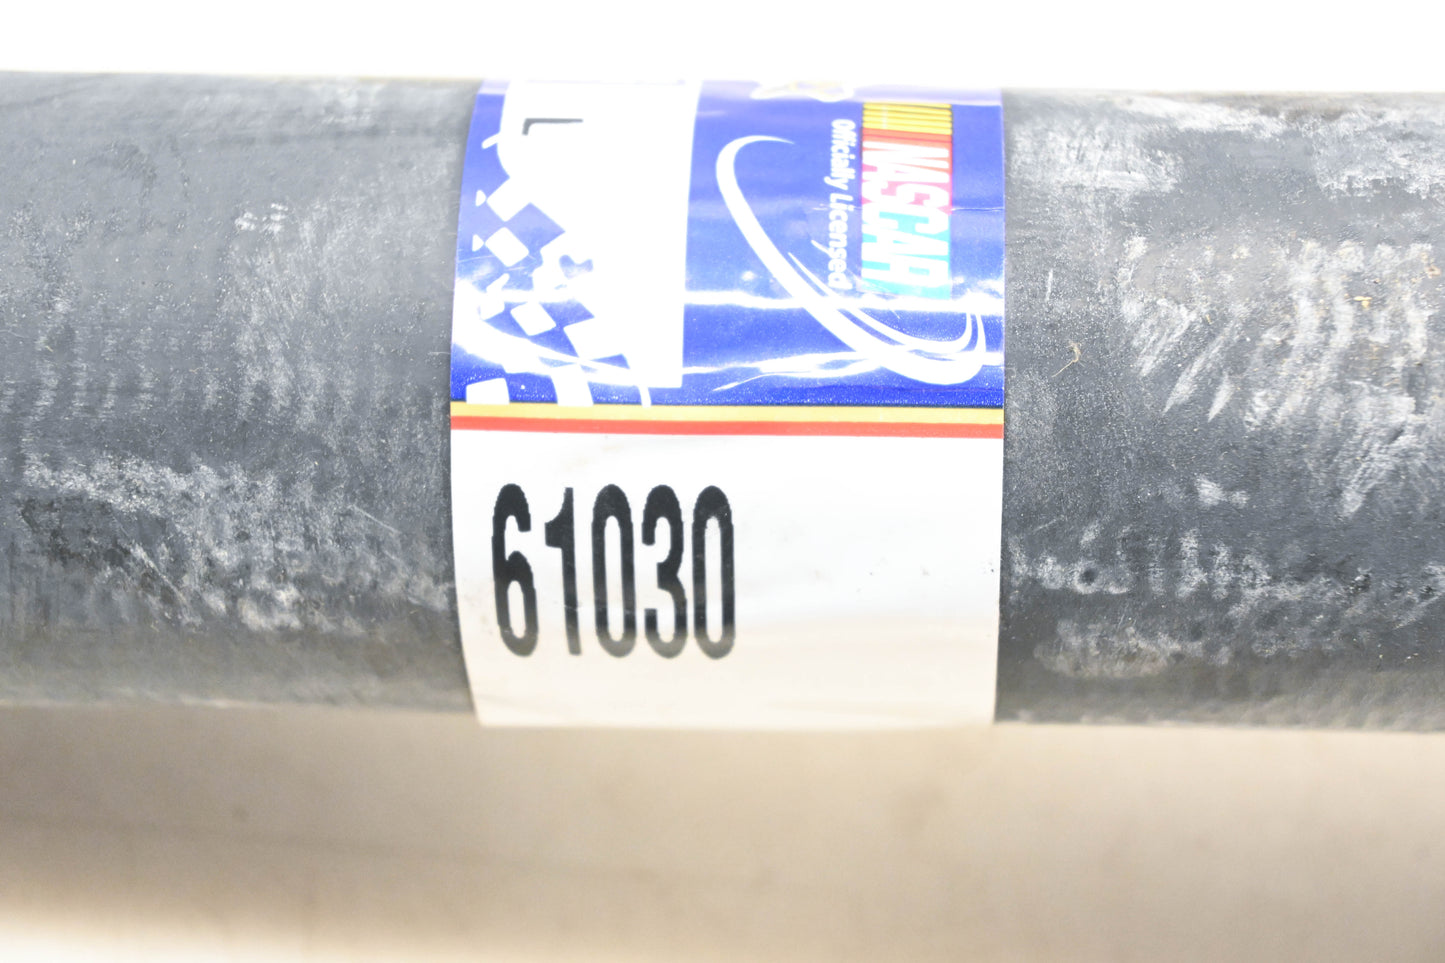 L
NASCAR
Officially Licensed
61030